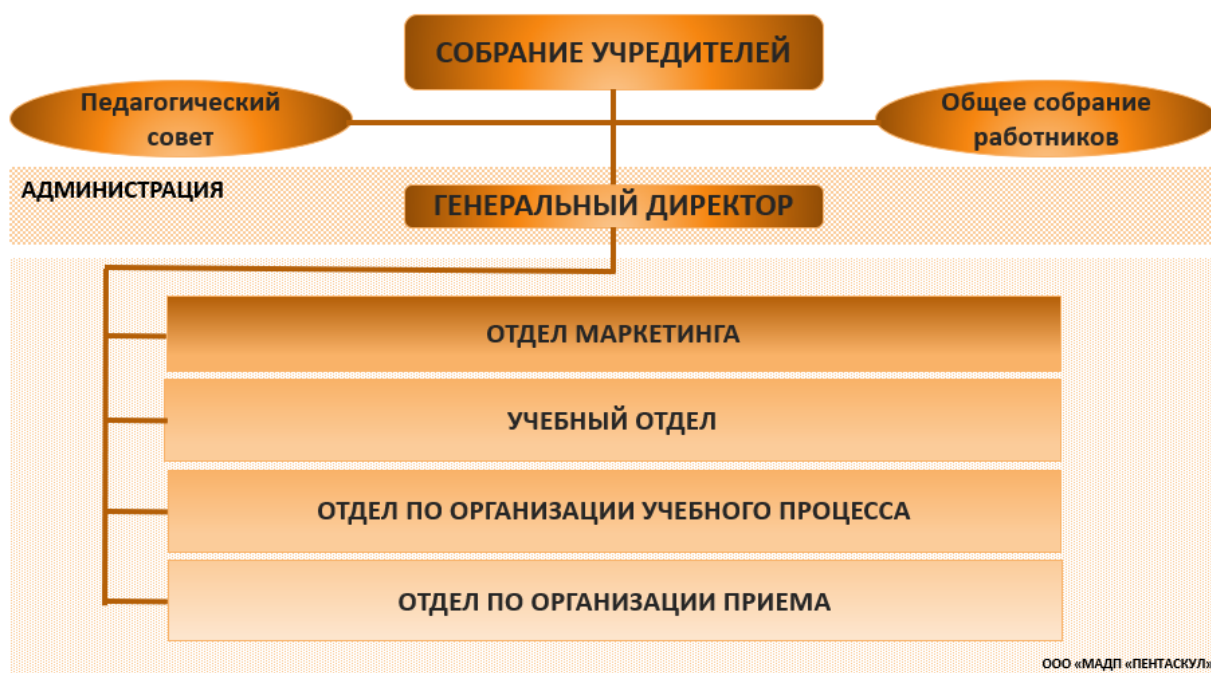 СОБРАНИЕ УЧРЕДИТЕЛЕЙ
Педагогический
совет
Общее собрание
работников
АДМИНИСТРАЦИЯ
ГЕНЕРАЛЬНЫЙ ДИРЕКТОР
ОТДЕЛ МАРКЕТИНГА
УЧЕБНЫЙ ОТДЕЛ
ОТДЕЛ ПО ОРГАНИЗАЦИИ УЧЕБНОГО ПРОЦЕССА
ОТДЕЛ ПО ОРГАНИЗАЦИИ ПРИЕМА
ООО «МАДП «ПЕНТАСКУЛ»